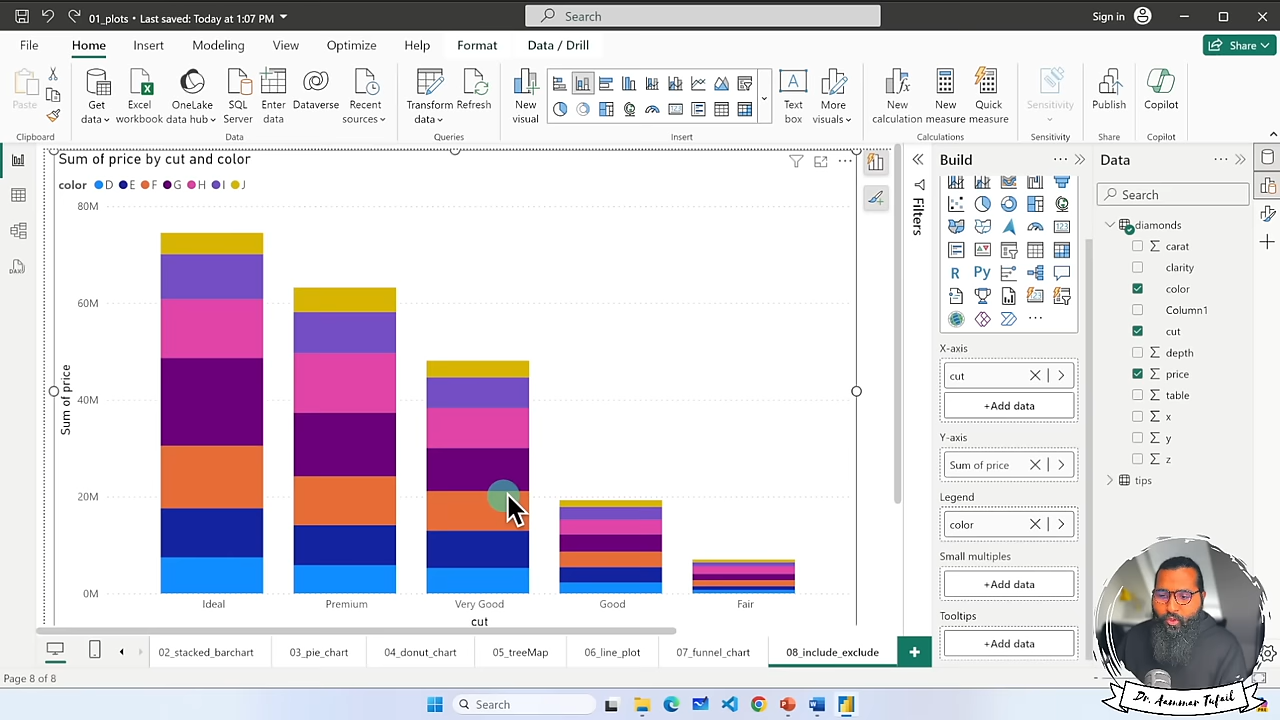 01_plots • Last saved: Today at 1:07 PM
Search
Sign in
File
Home
Insert
Modeling
View
Optimize
Help
Format
Data / Drill
Share
Paste
Get data
Excel workbook
OneLake data hub
SQL Server
Enter data
Dataverse
Recent sources
Transform data
Refresh
New visual
Text box
More visuals
New calculation
New measure
Quick measure
Sensitivity
Publish
Copilot
Clipboard
Data
Queries
Insert
Calculations
Sensitivity
Share
Copilot
Sum of price by cut and color
color D E F G H I J
80M
60M
40M
20M
0M
Sum of price
Ideal
Premium
Very Good
Good
Fair
cut
Filters
Build
R
Py
123
X-axis
cut
+Add data
Y-axis
Sum of price
Legend
color
Small multiples
+Add data
Tooltips
+Add data
Data
Search
diamonds
carat
clarity
color
Column1
cut
depth
price
table
x
y
z
tips
02_stacked_barchart
03_pie_chart
04_donut_chart
05_treeMap
06_line_plot
07_funnel_chart
08_include_exclude
Page 8 of 8
Search
Dr. Aammar Tufail